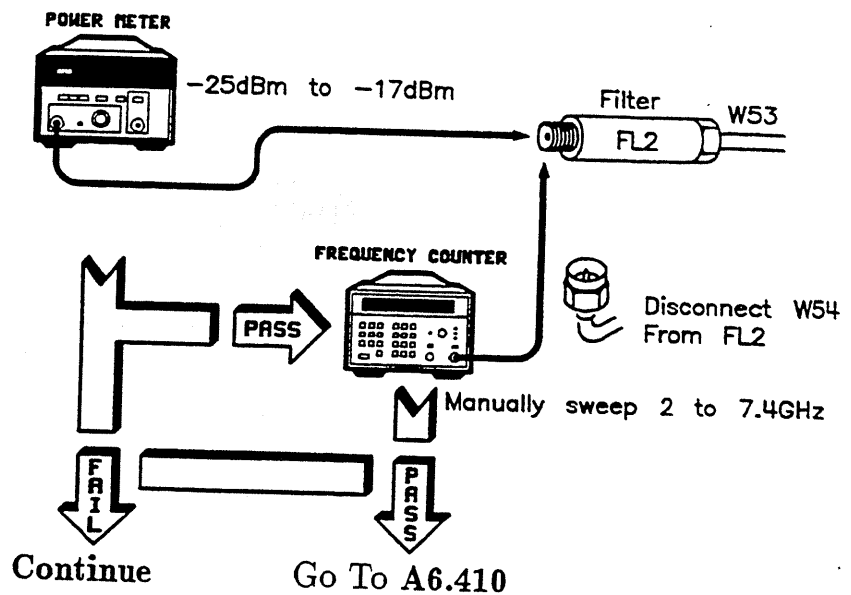 POWER METER
-25dBm to -17dBm
Filter
W53
FL2
FREQUENCY COUNTER
PASS
Disconnect W54
From FL2
Manually sweep 2 to 7.4GHz
FAIL
PASS
Continue
Go To A6.410